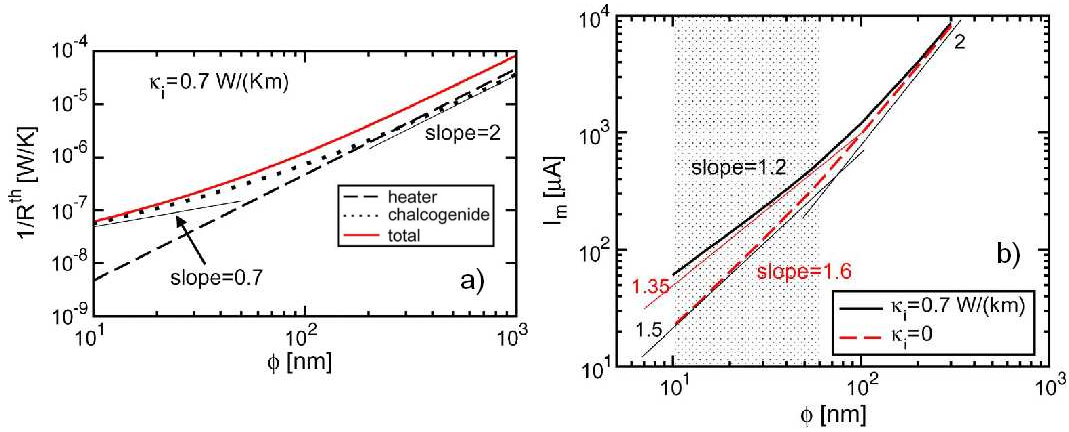 10^-4
10^-5
10^-6
10^-7
10^-8
10^-9
1/R^th [W/K]
κ_i=0.7 W/(Km)
slope=2
heater
chalcogenide
total
slope=0.7
a)
10^1
10^2
10^3
ϕ [nm]
10^4
10^3
10^2
10^1
I_m [μA]
2
slope=1.2
slope=1.6
1.35
1.5
b)
κ_i=0.7 W/(km)
κ_i=0
10^1
10^2
10^3
ϕ [nm]